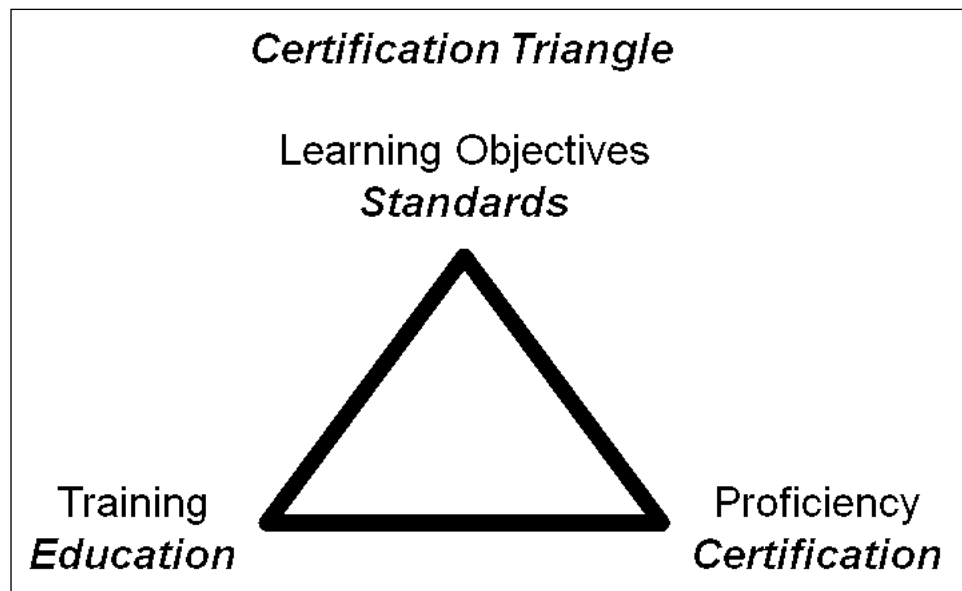 Certification Triangle
Learning Objectives
Standards
Training
Education
Proficiency
Certification